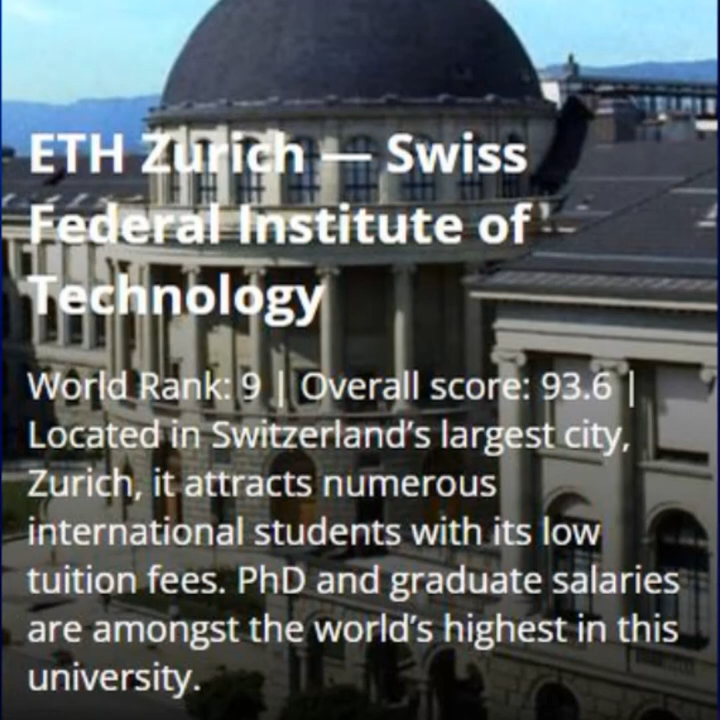 ETH Zurich — Swiss
Federal Institute of
Technology
World Rank: 9 | Overall score: 93.6 |
Located in Switzerland’s largest city,
Zurich, it attracts numerous
international students with its low
tuition fees. PhD and graduate salaries
are amongst the world’s highest in this
university.